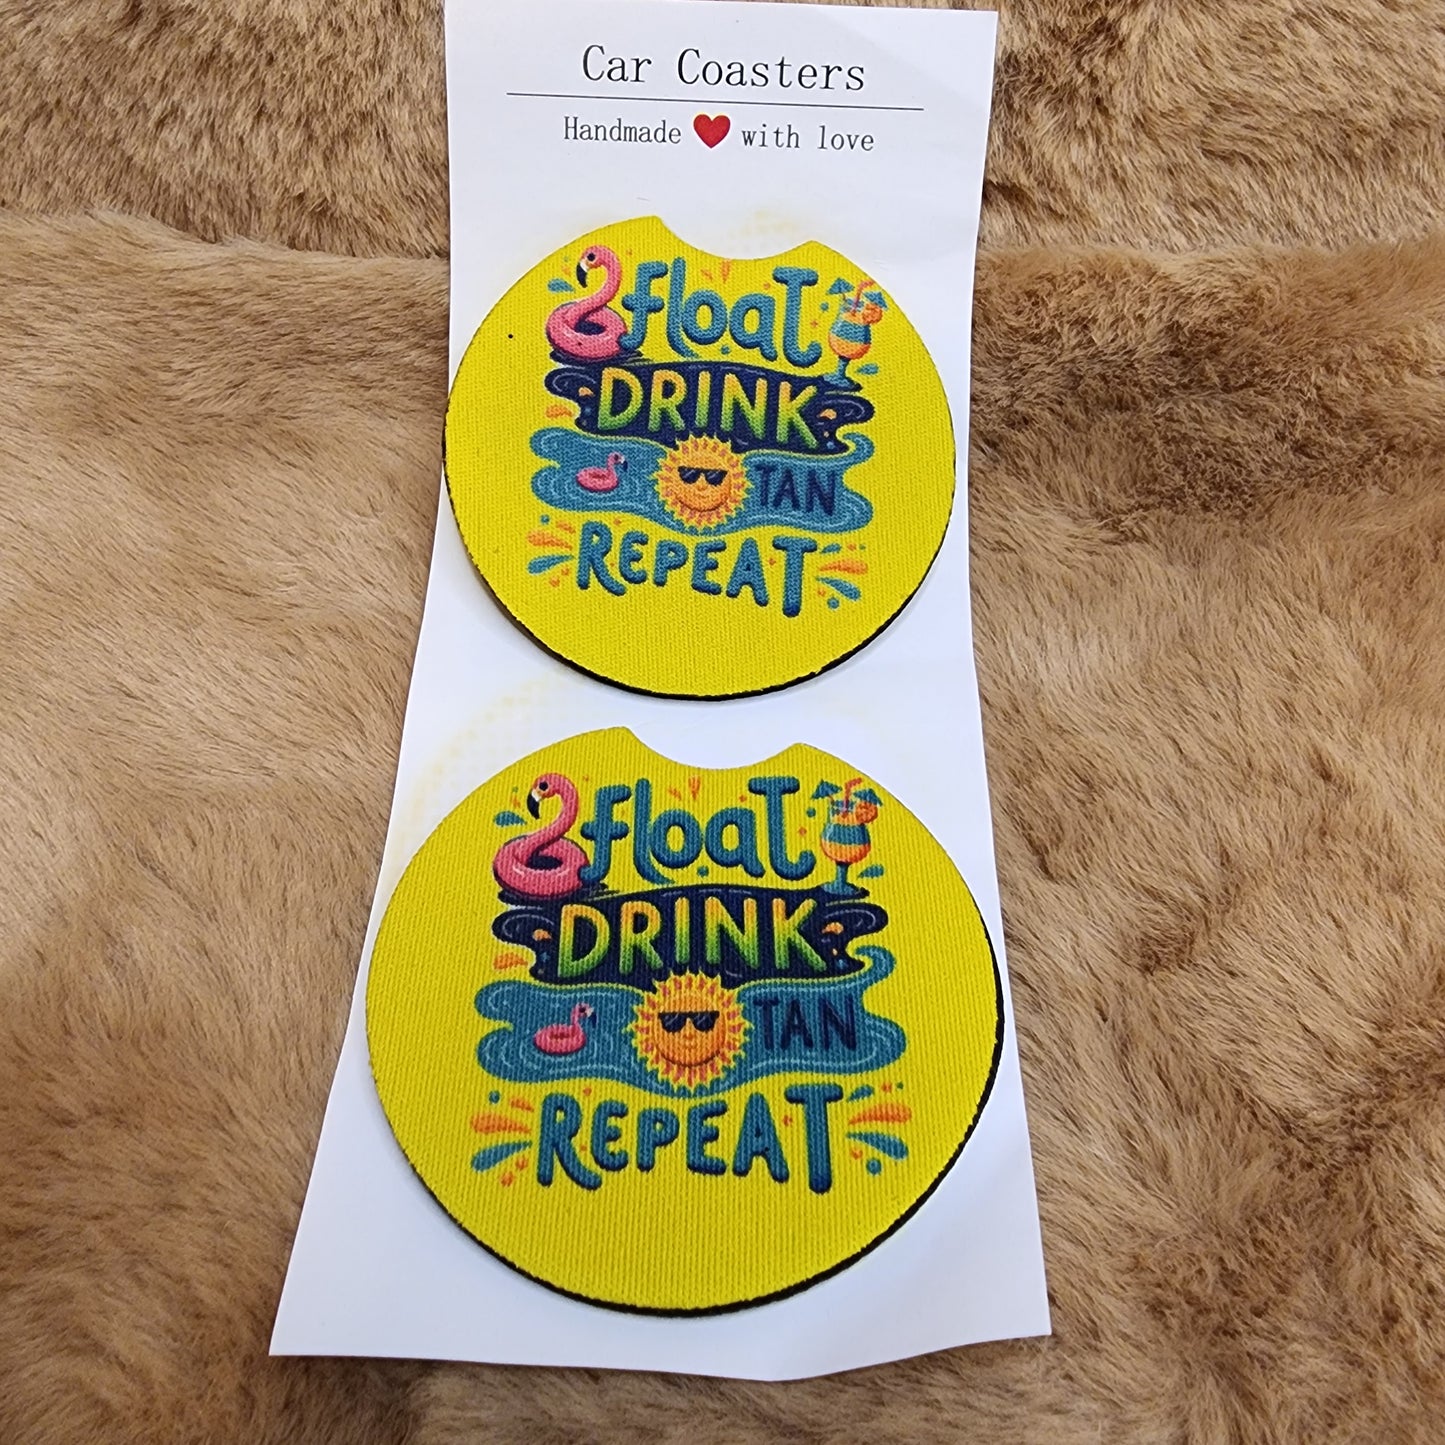 Car Coasters
Handmade ❤ with love
float
DRINK
TAN
REPEAT
float
DRINK
TAN
REPEAT